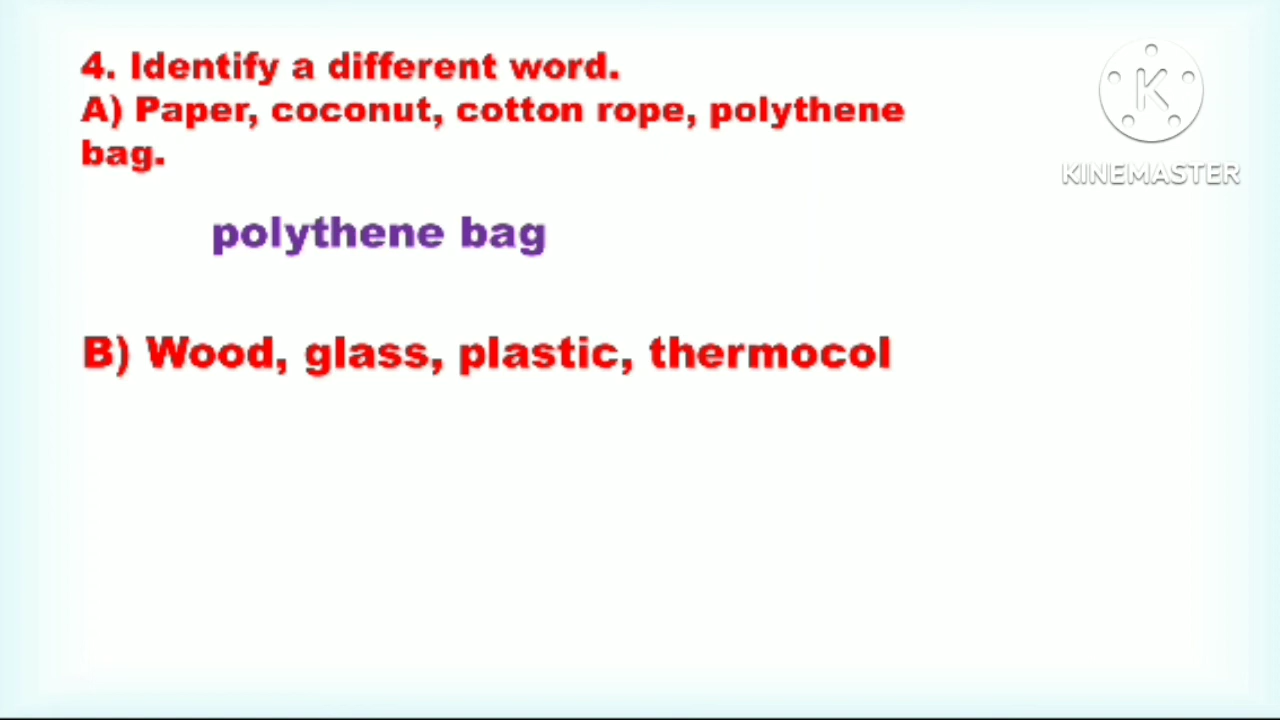 4. Identify a different word.
A) Paper, coconut, cotton rope, polythene
bag.
K
KINEMASTER
polythene bag
B) Wood, glass, plastic, thermocol